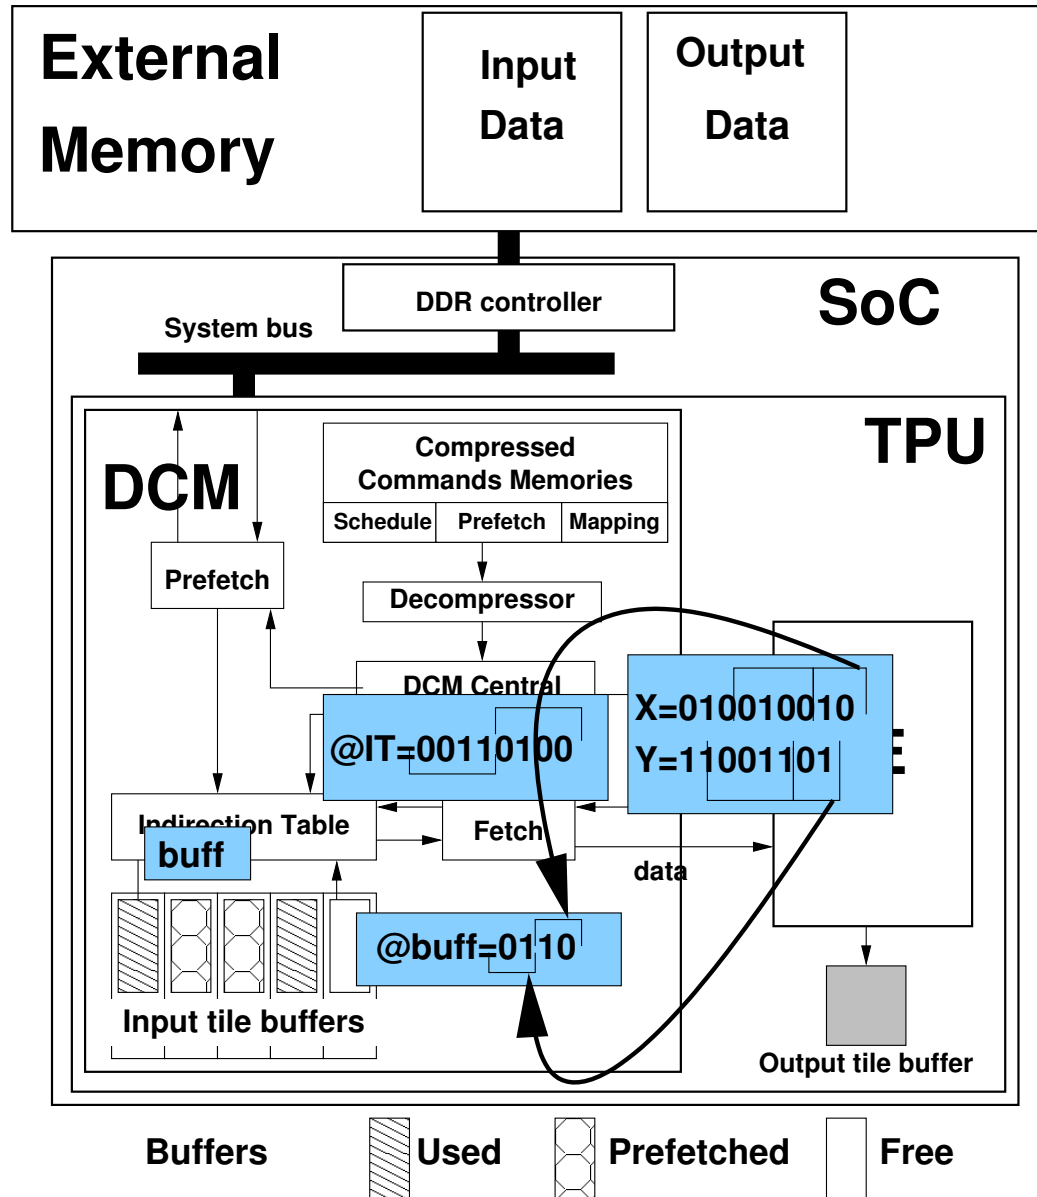 External
Memory
Input
Data
Output
Data
DDR controller
SoC
System bus
TPU
DCM
Compressed
Commands Memories
Schedule
Prefetch
Mapping
Prefetch
Decompressor
DCM Central
X=010010010
Y=11001101
E
@IT=00110100
Indirection Table
Fetch
buff
data
@buff=0110
Input tile buffers
Output tile buffer
Buffers
Used
Prefetched
Free